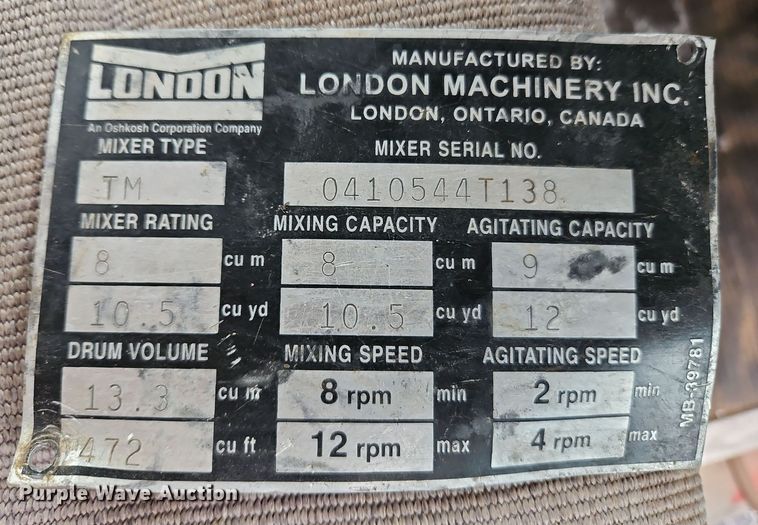 LONDON
An Oshkosh Corporation Company
MANUFACTURED BY:
LONDON MACHINERY INC.
LONDON, ONTARIO, CANADA
MIXER TYPE
MIXER SERIAL NO.
TM
0410544T138
MIXER RATING
MIXING CAPACITY
AGITATING CAPACITY
8 cu m
8 cu m
9 cu m
10.5 cu yd
10.5 cu yd
12 cu yd
DRUM VOLUME
MIXING SPEED
AGITATING SPEED
13.3 cu m
8 rpm min
2 rpm min
472 cu ft
12 rpm max
4 rpm max
MB-39781
Purple Wave Auction